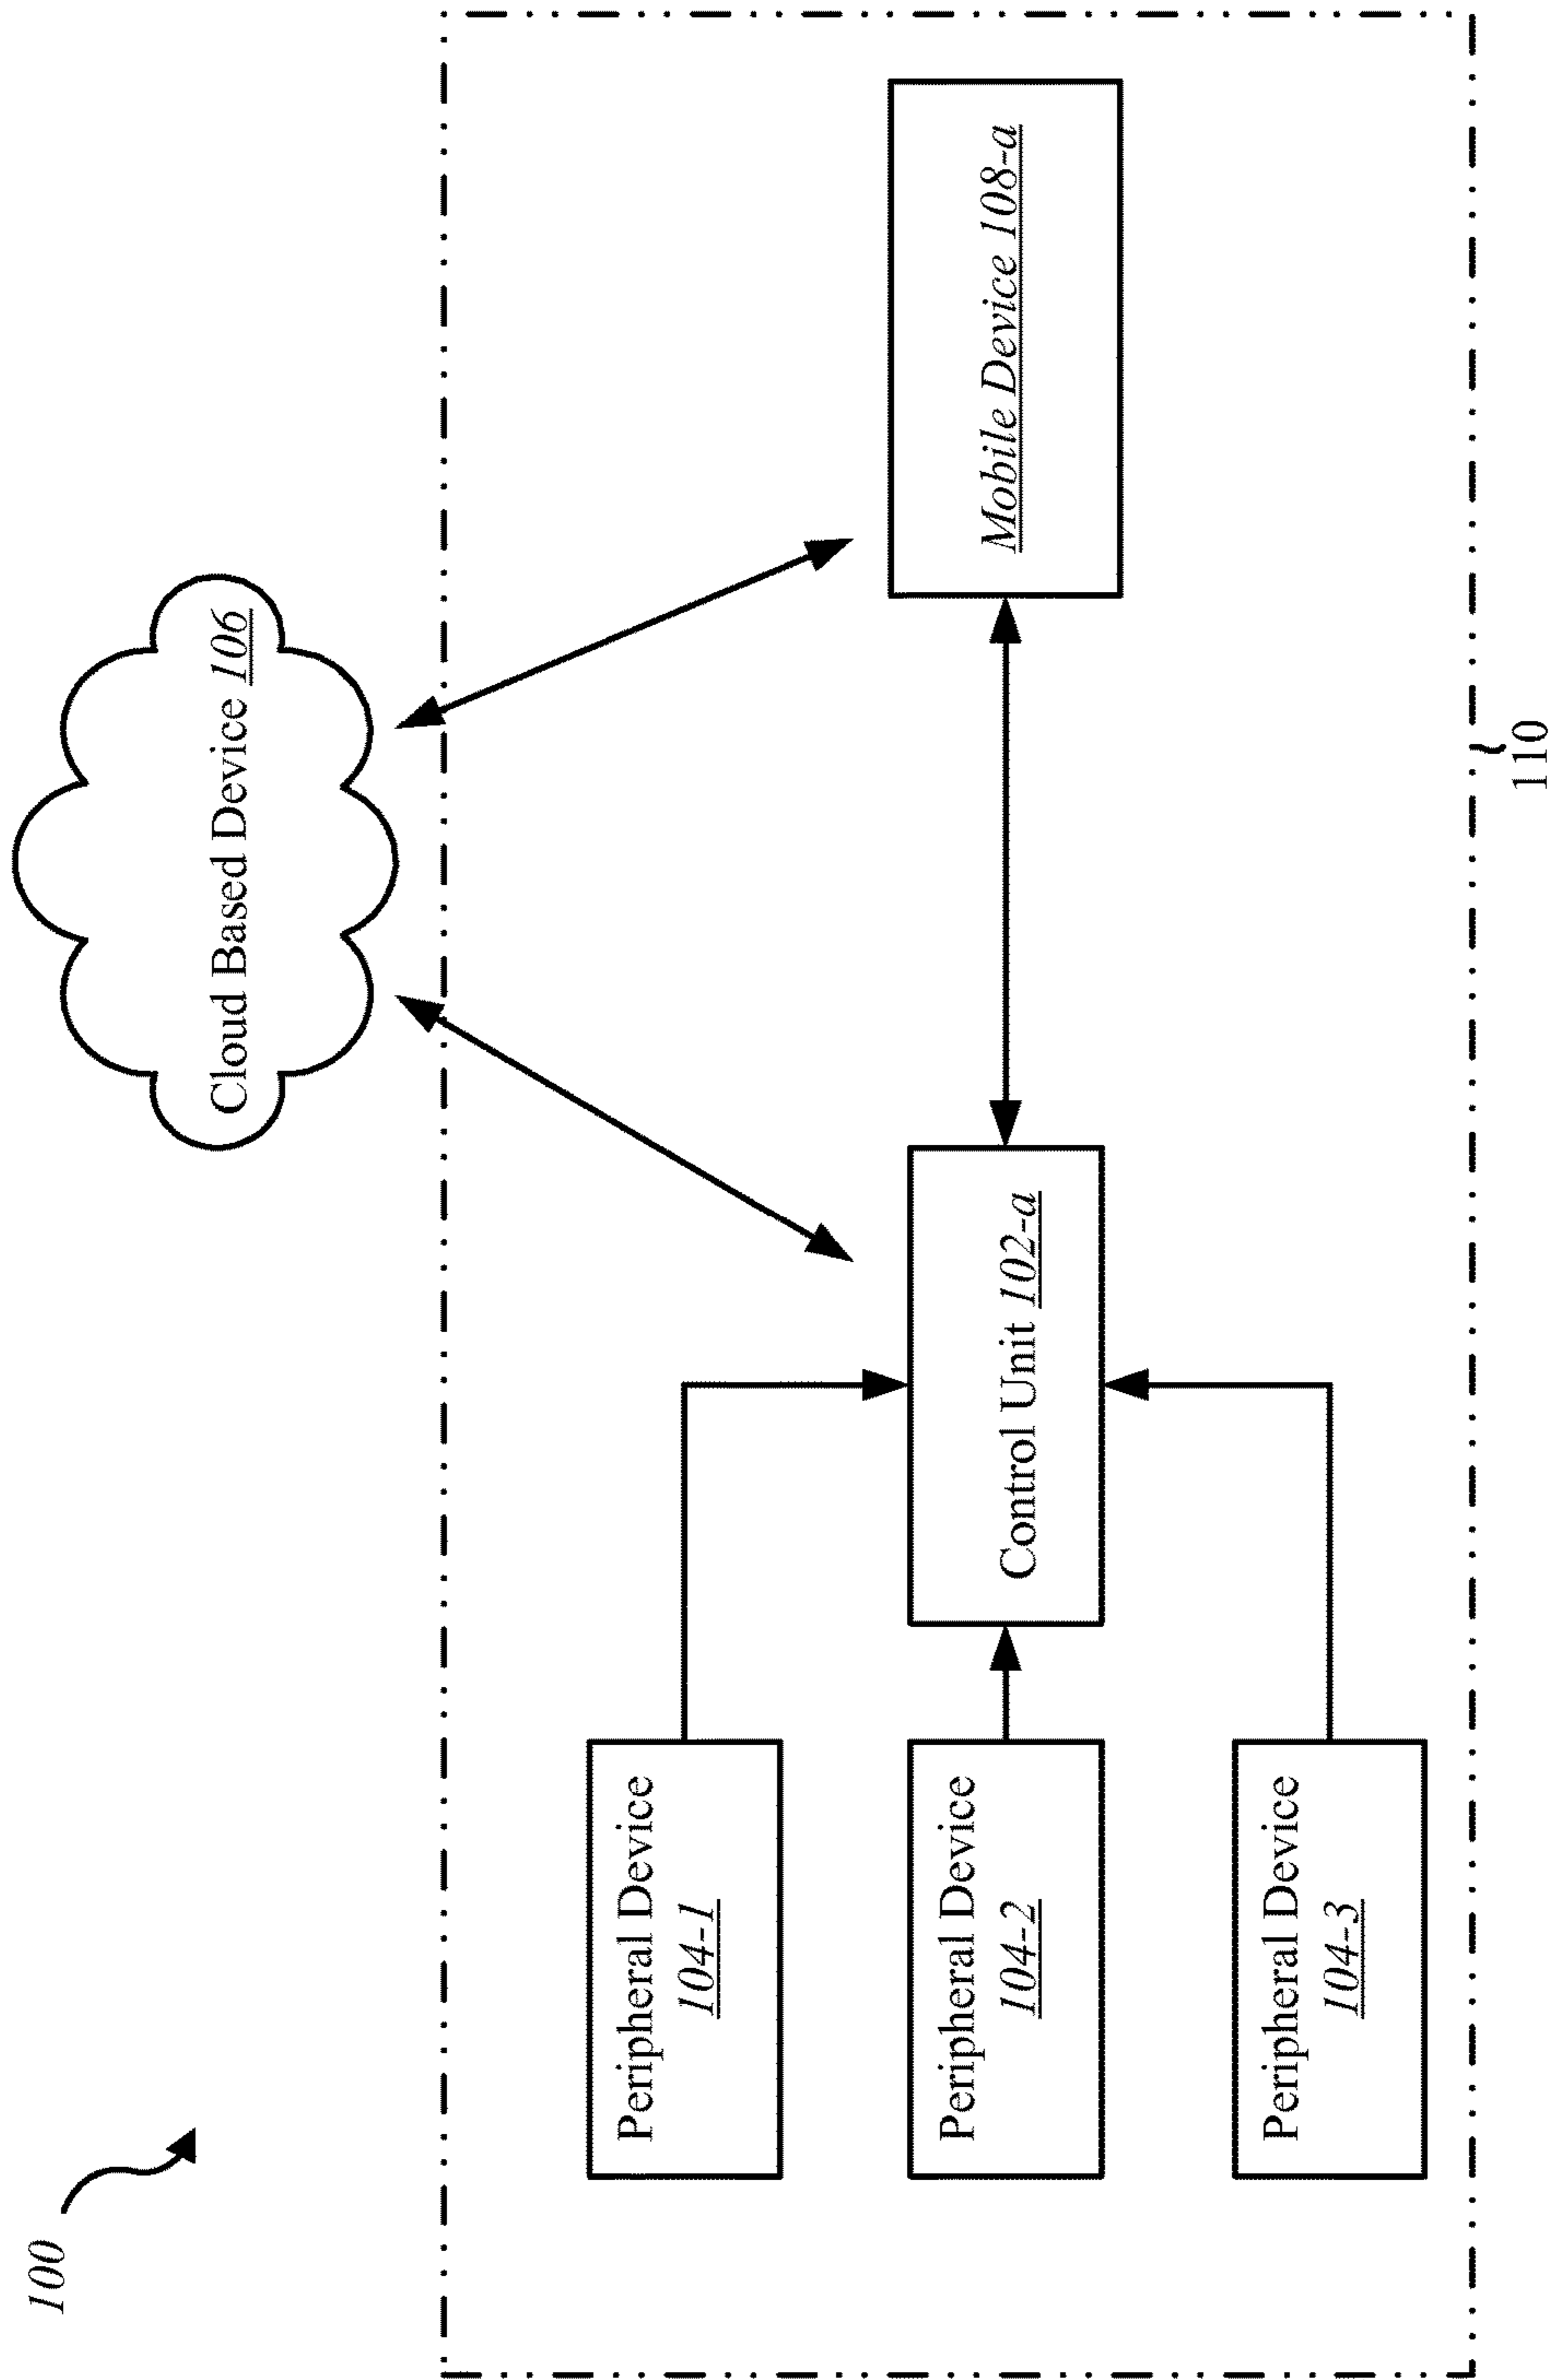 100
Cloud Based Device 106
Peripheral Device
104-1
Peripheral Device
104-2
Peripheral Device
104-3
Control Unit 102-a
Mobile Device 108-a
110